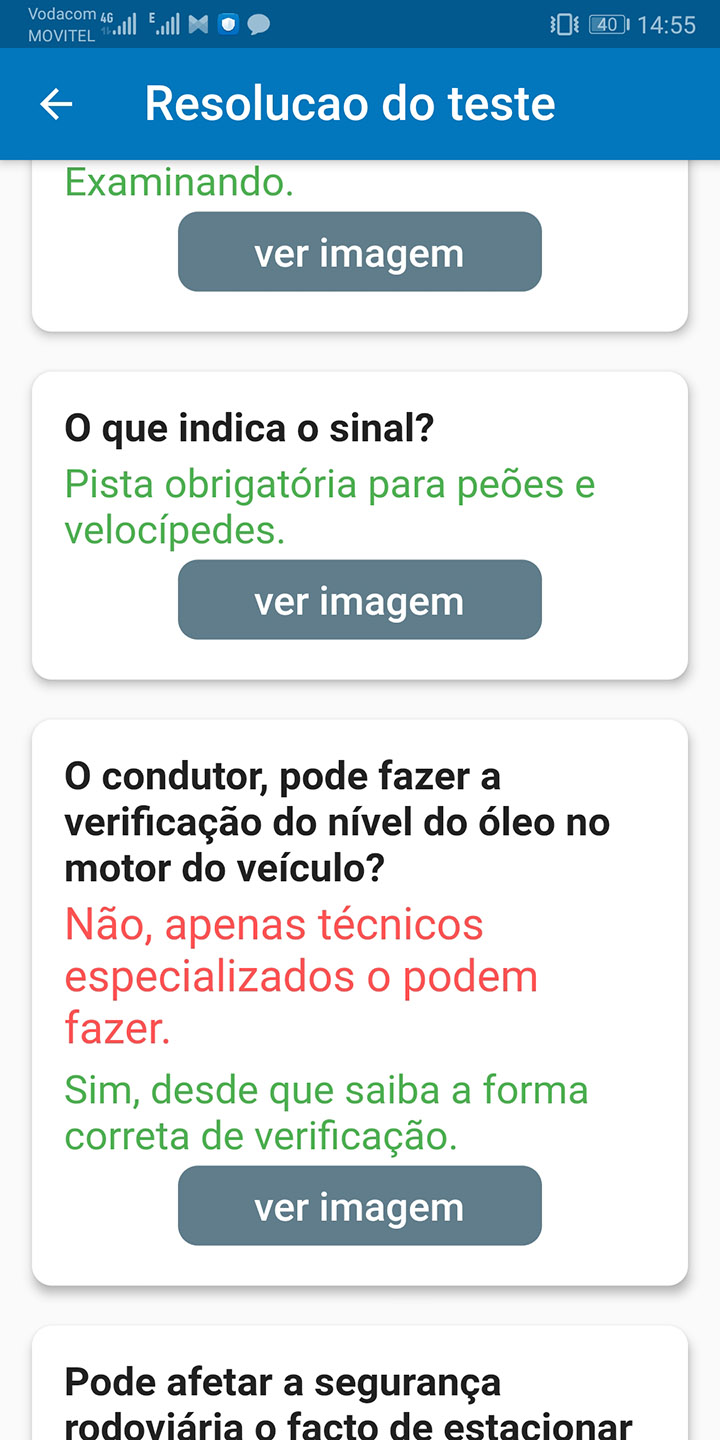 Vodacom 4G E 40 14:55
MOVITEL
Resolucao do teste
Examinando.
ver imagem
O que indica o sinal?
Pista obrigatória para peões e
velocípedes.
ver imagem
O condutor, pode fazer a
verificação do nível do óleo no
motor do veículo?
Não, apenas técnicos
especializados o podem
fazer.
Sim, desde que saiba a forma
correta de verificação.
ver imagem
Pode afetar a segurança
rodoviária o facto de estacionar